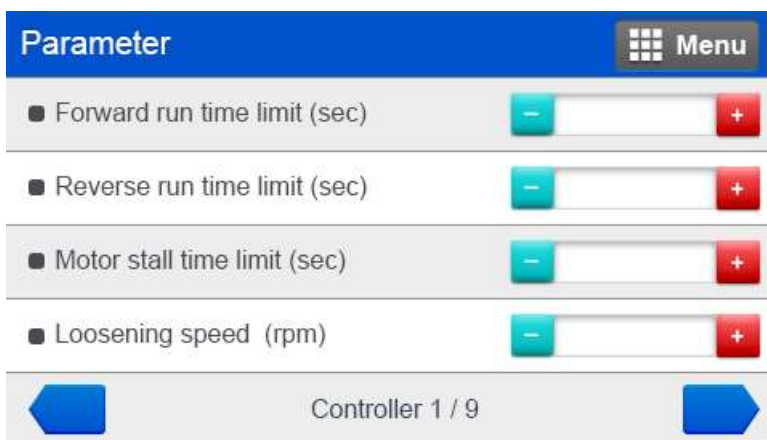 Parameter
Menu
Forward run time limit (sec)
− +
Reverse run time limit (sec)
− +
Motor stall time limit (sec)
− +
Loosening speed (rpm)
− +
Controller 1 / 9